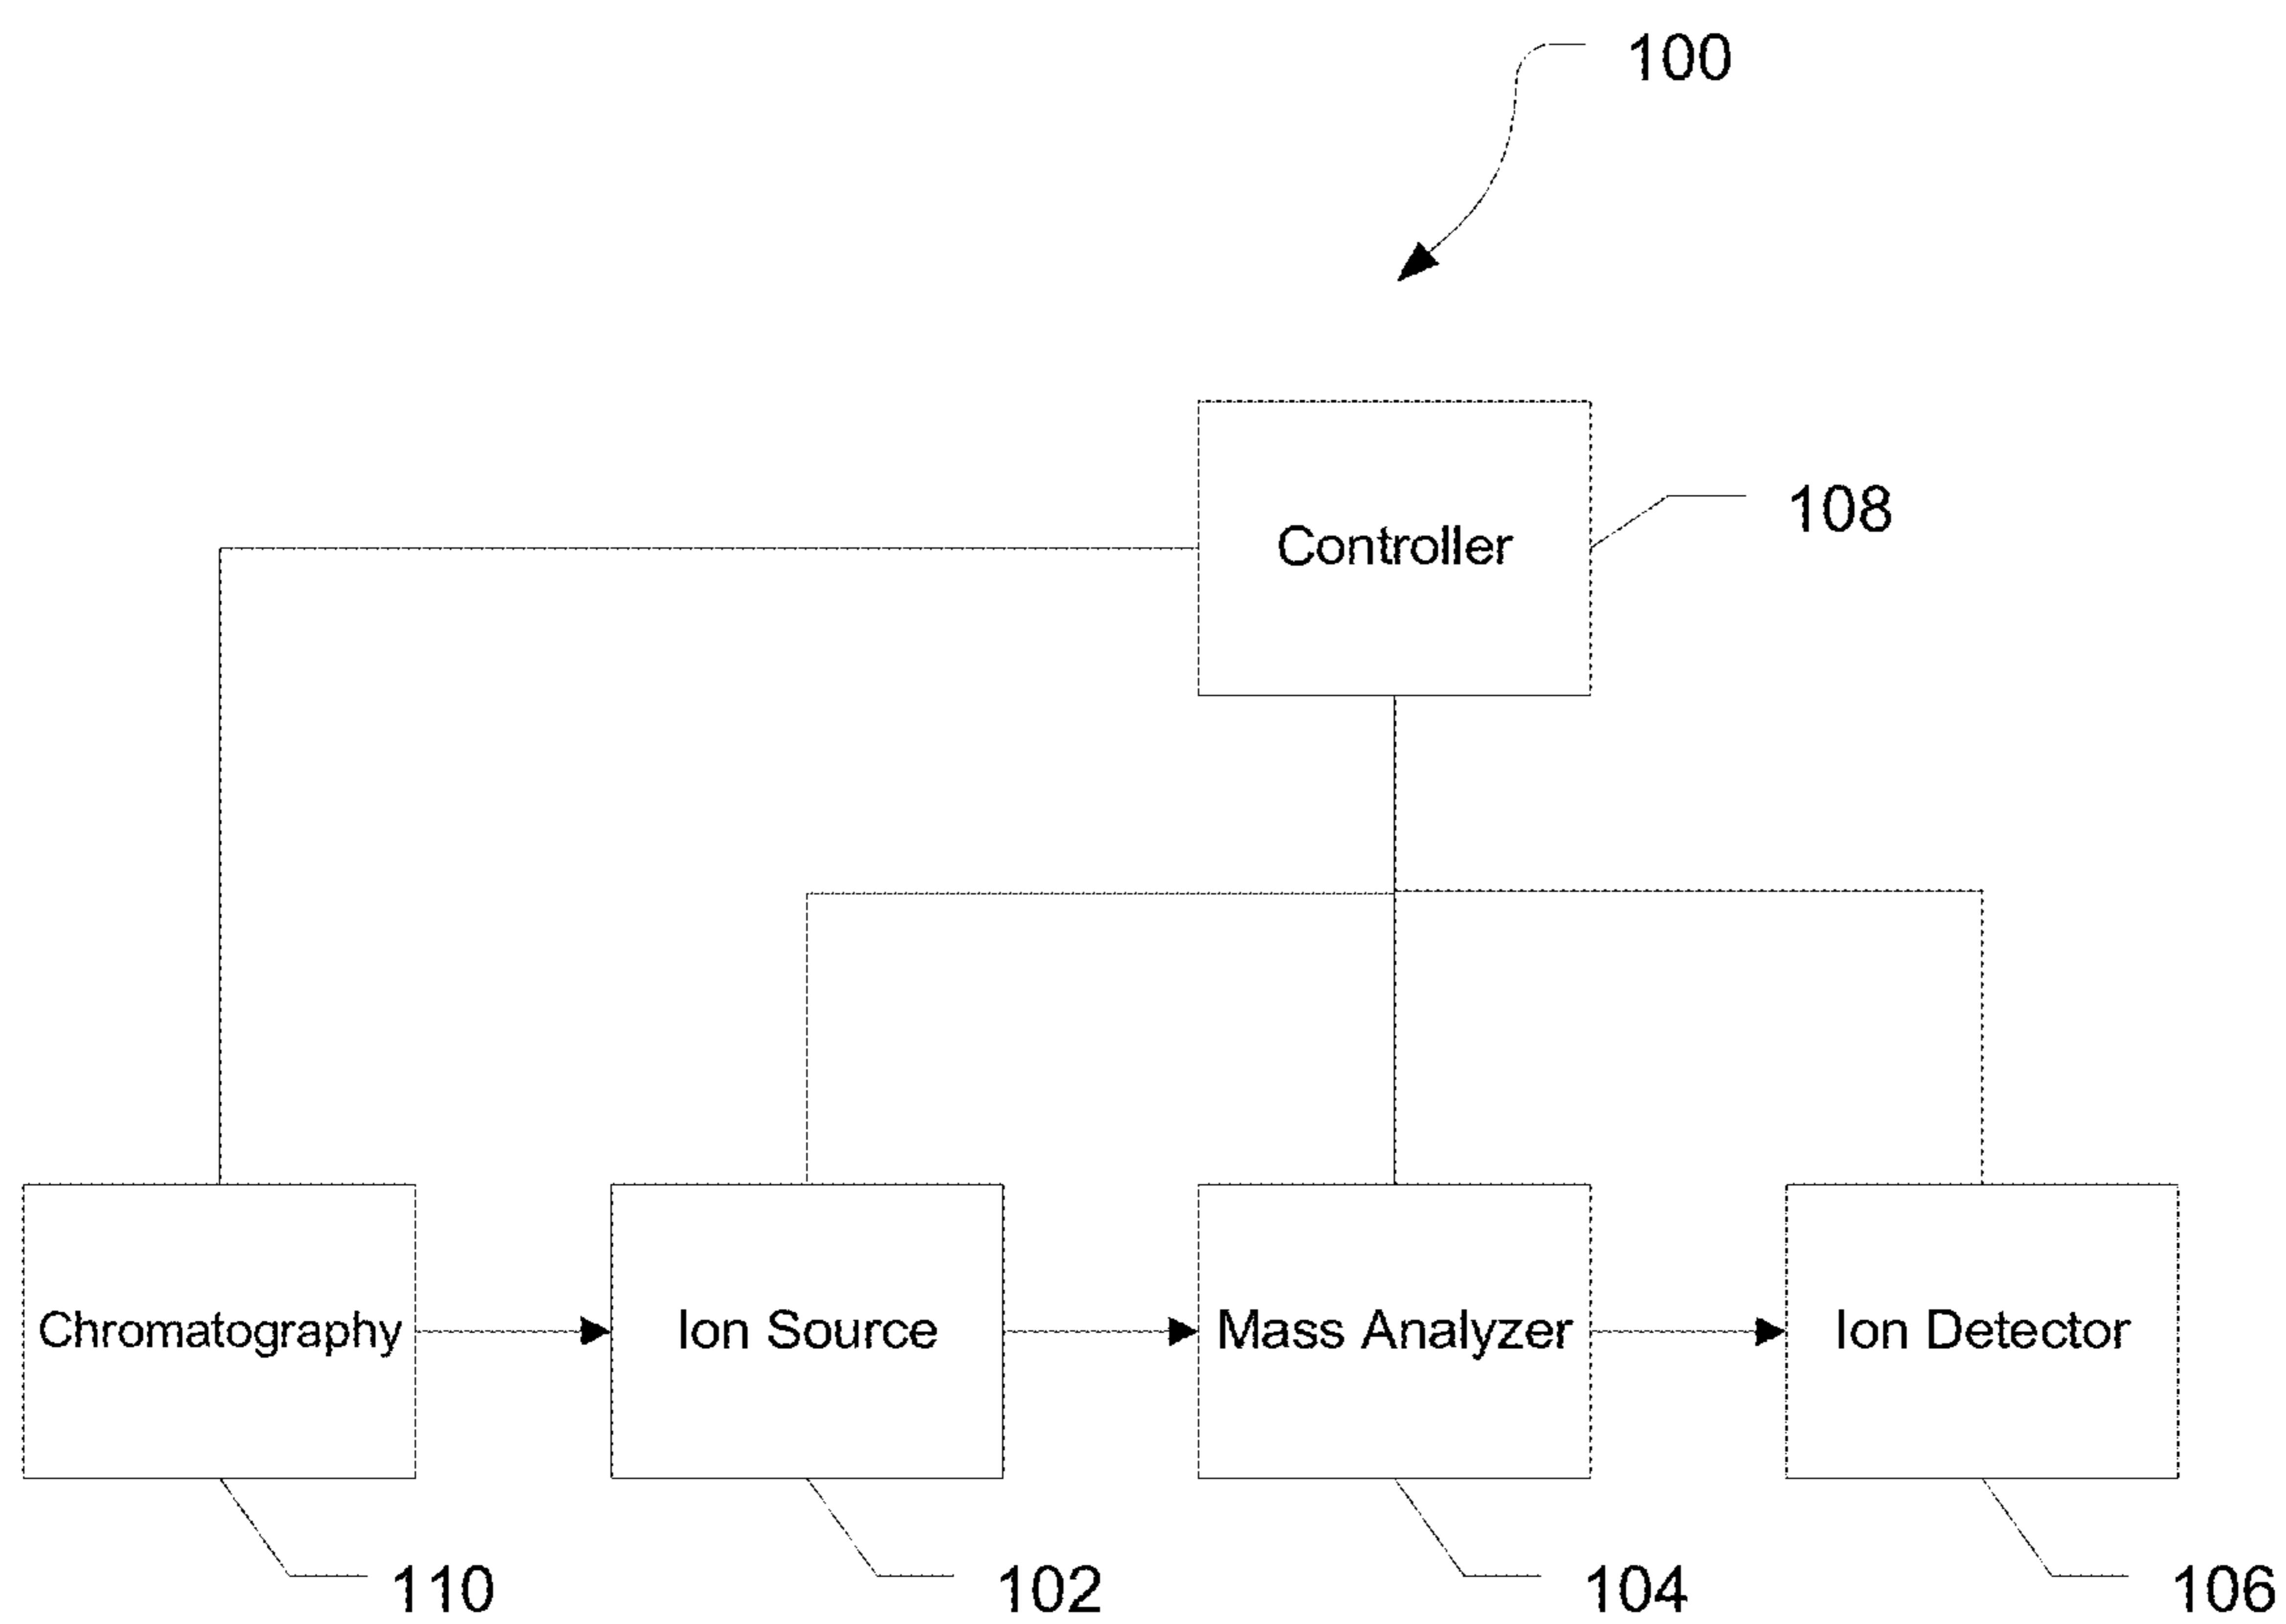 100
108
Controller
Chromatography
Ion Source
Mass Analyzer
Ion Detector
110
102
104
106